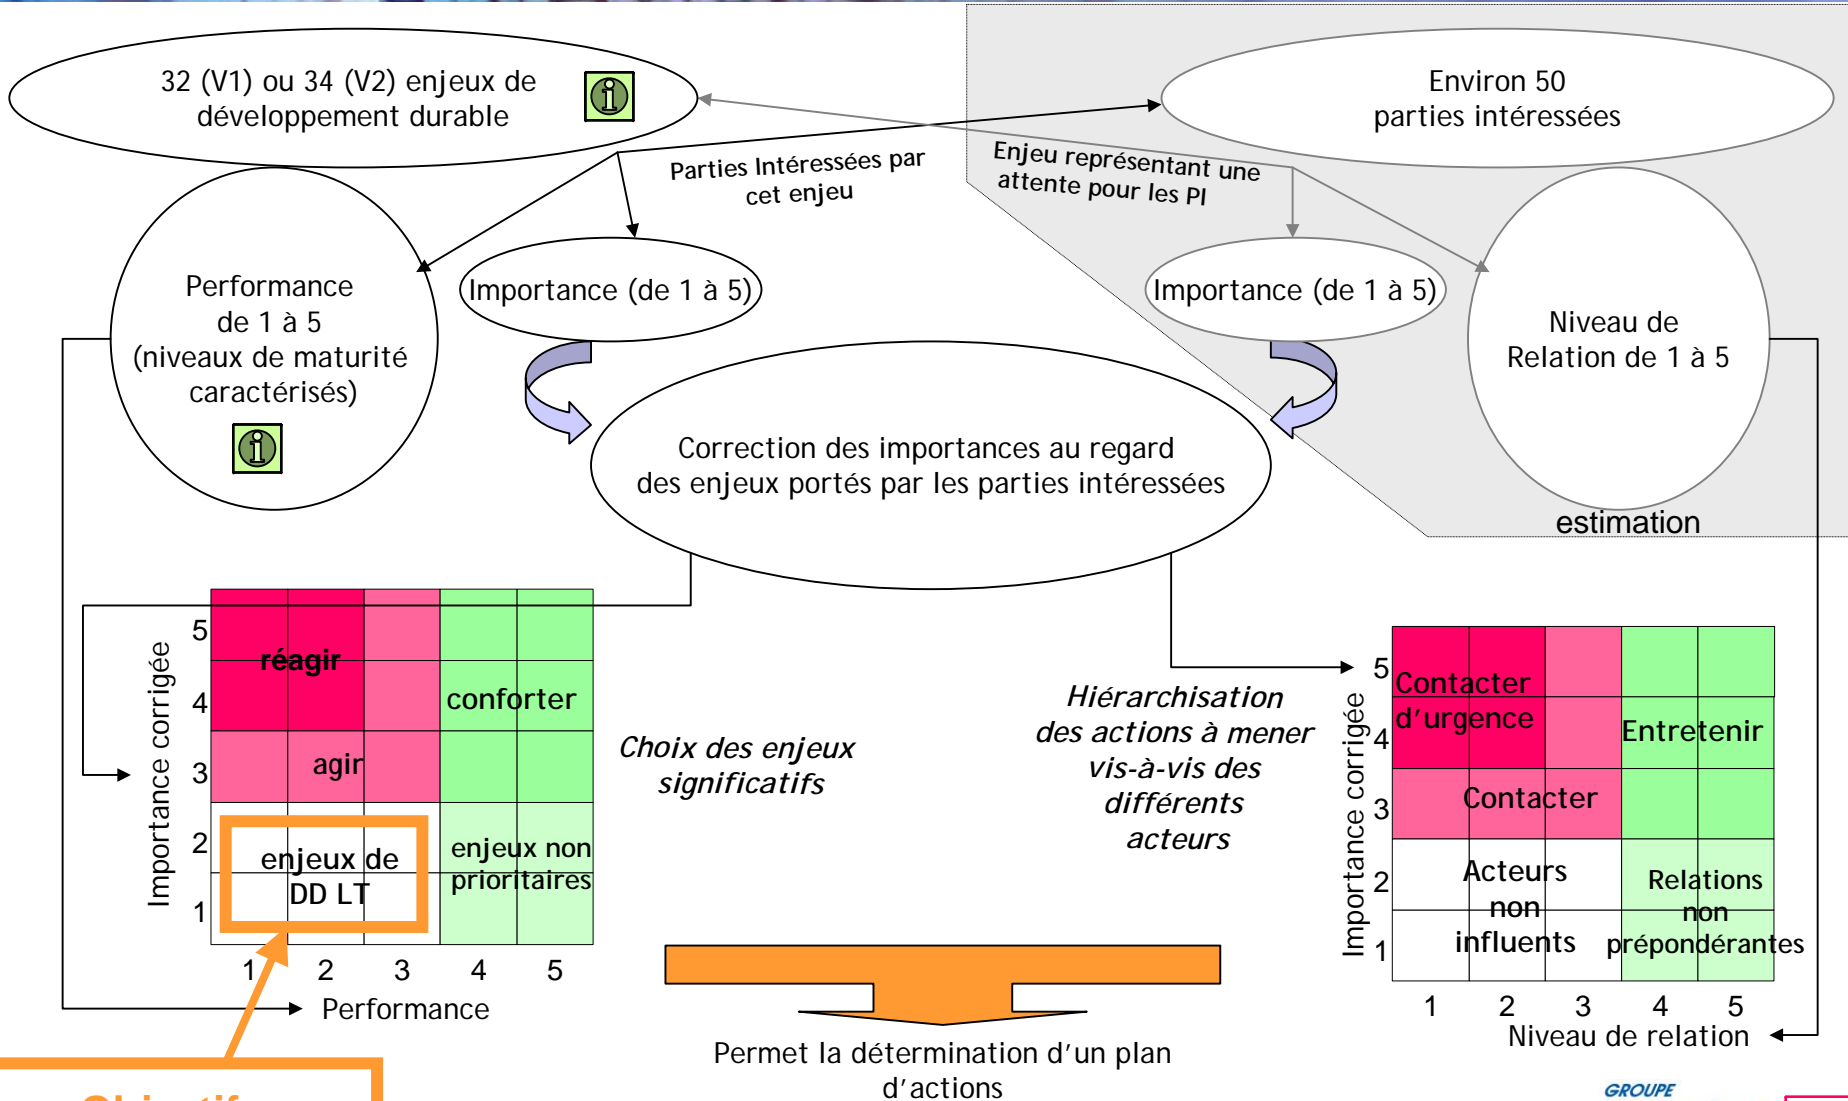 32 (V1) ou 34 (V2) enjeux de
développement durable
Environ 50
parties intéressées
Parties Intéressées par
cet enjeu
Enjeu représentant une
attente pour les PI
Performance
de 1 à 5
(niveaux de maturité
caractérisés)
Importance (de 1 à 5)
Importance (de 1 à 5)
Niveau de
Relation de 1 à 5
estimation
Correction des importances au regard
des enjeux portés par les parties intéressées
Importance corrigée
5
4
3
2
1
réagir
conforter
agir
enjeux de
DD LT
enjeux non
prioritaires
1 2 3 4 5
Performance
Choix des enjeux
significatifs
Hiérarchisation
des actions à mener
vis-à-vis des
différents
acteurs
Importance corrigée
5
4
3
2
1
Contacter
d'urgence
Entretenir
Contacter
Acteurs
non
influents
Relations
non
prépondérantes
1 2 3 4 5
Niveau de relation
Permet la détermination d'un plan
d'actions
GROUPE